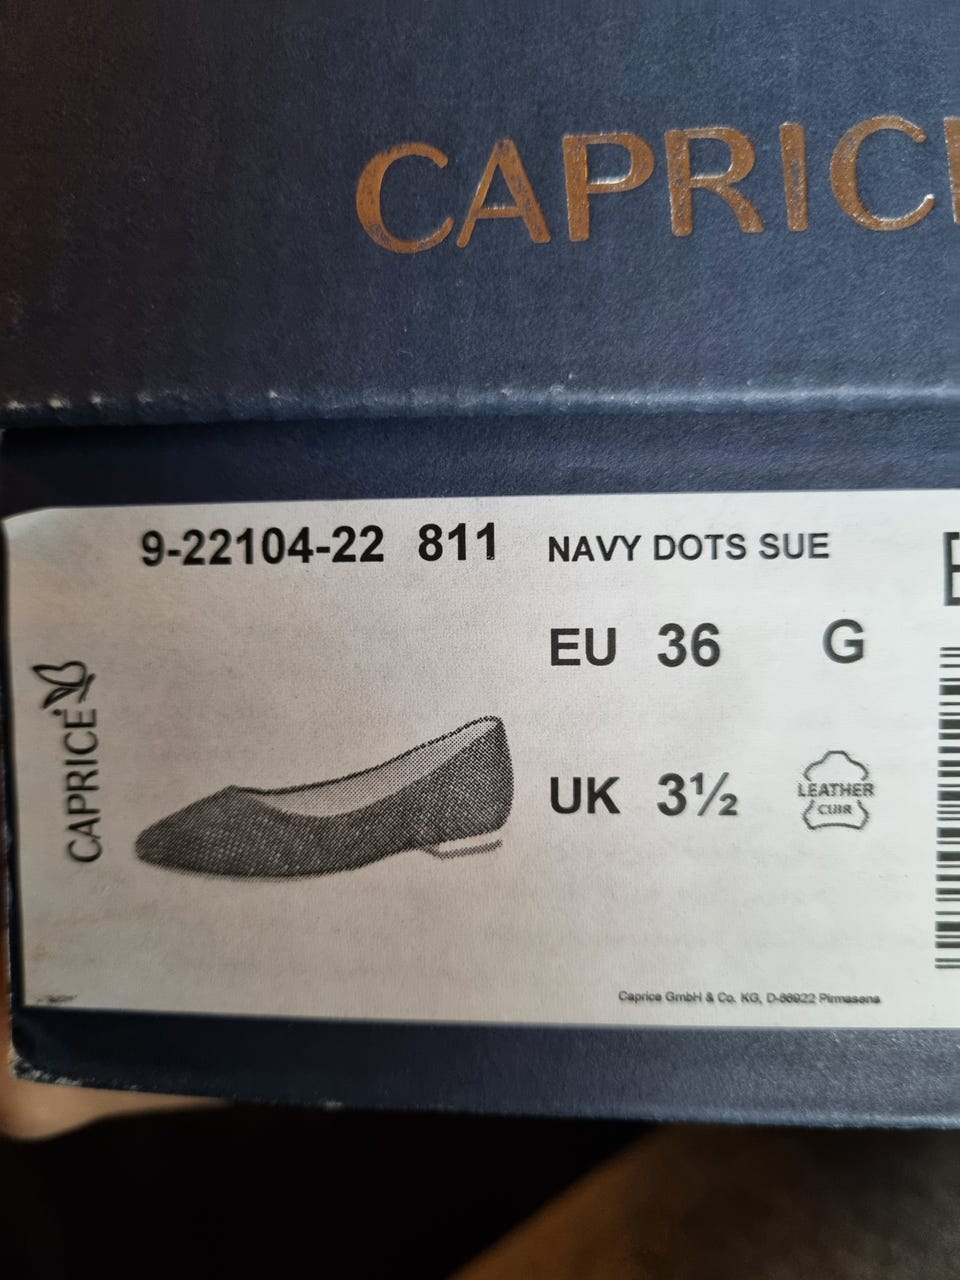 CAPRIC
9-22104-22 811 NAVY DOTS SUE
EU 36 G
CAPRICE
UK 3½
LEATHER
CUIR
Caprice GmbH & Co. KG, D-66922 Pirmasens